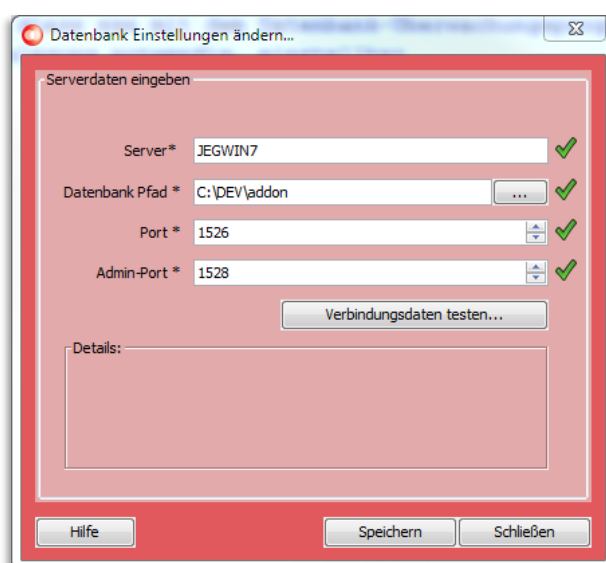 Datenbank Einstellungen ändern...
Serverdaten eingeben
Server* JEGWIN7
Datenbank Pfad * C:\DEV\addon ...
Port * 1526
Admin-Port * 1528
Verbindungsdaten testen...
Details:
Hilfe Speichern Schließen